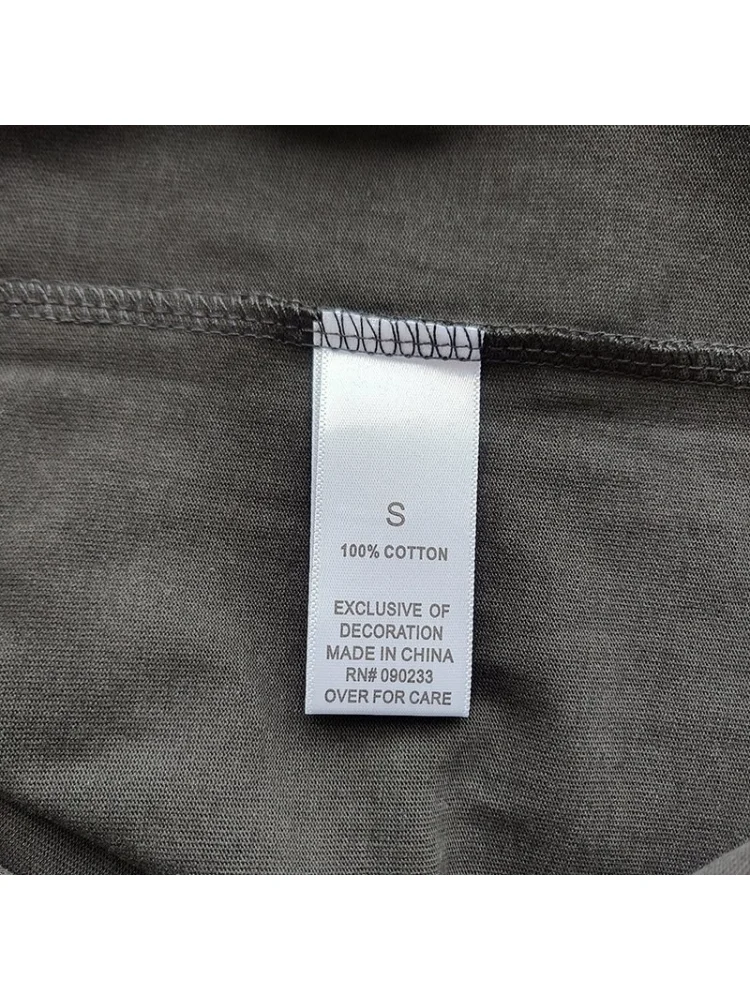 S
100% COTTON
EXCLUSIVE OF
DECORATION
MADE IN CHINA
RN# 090233
OVER FOR CARE